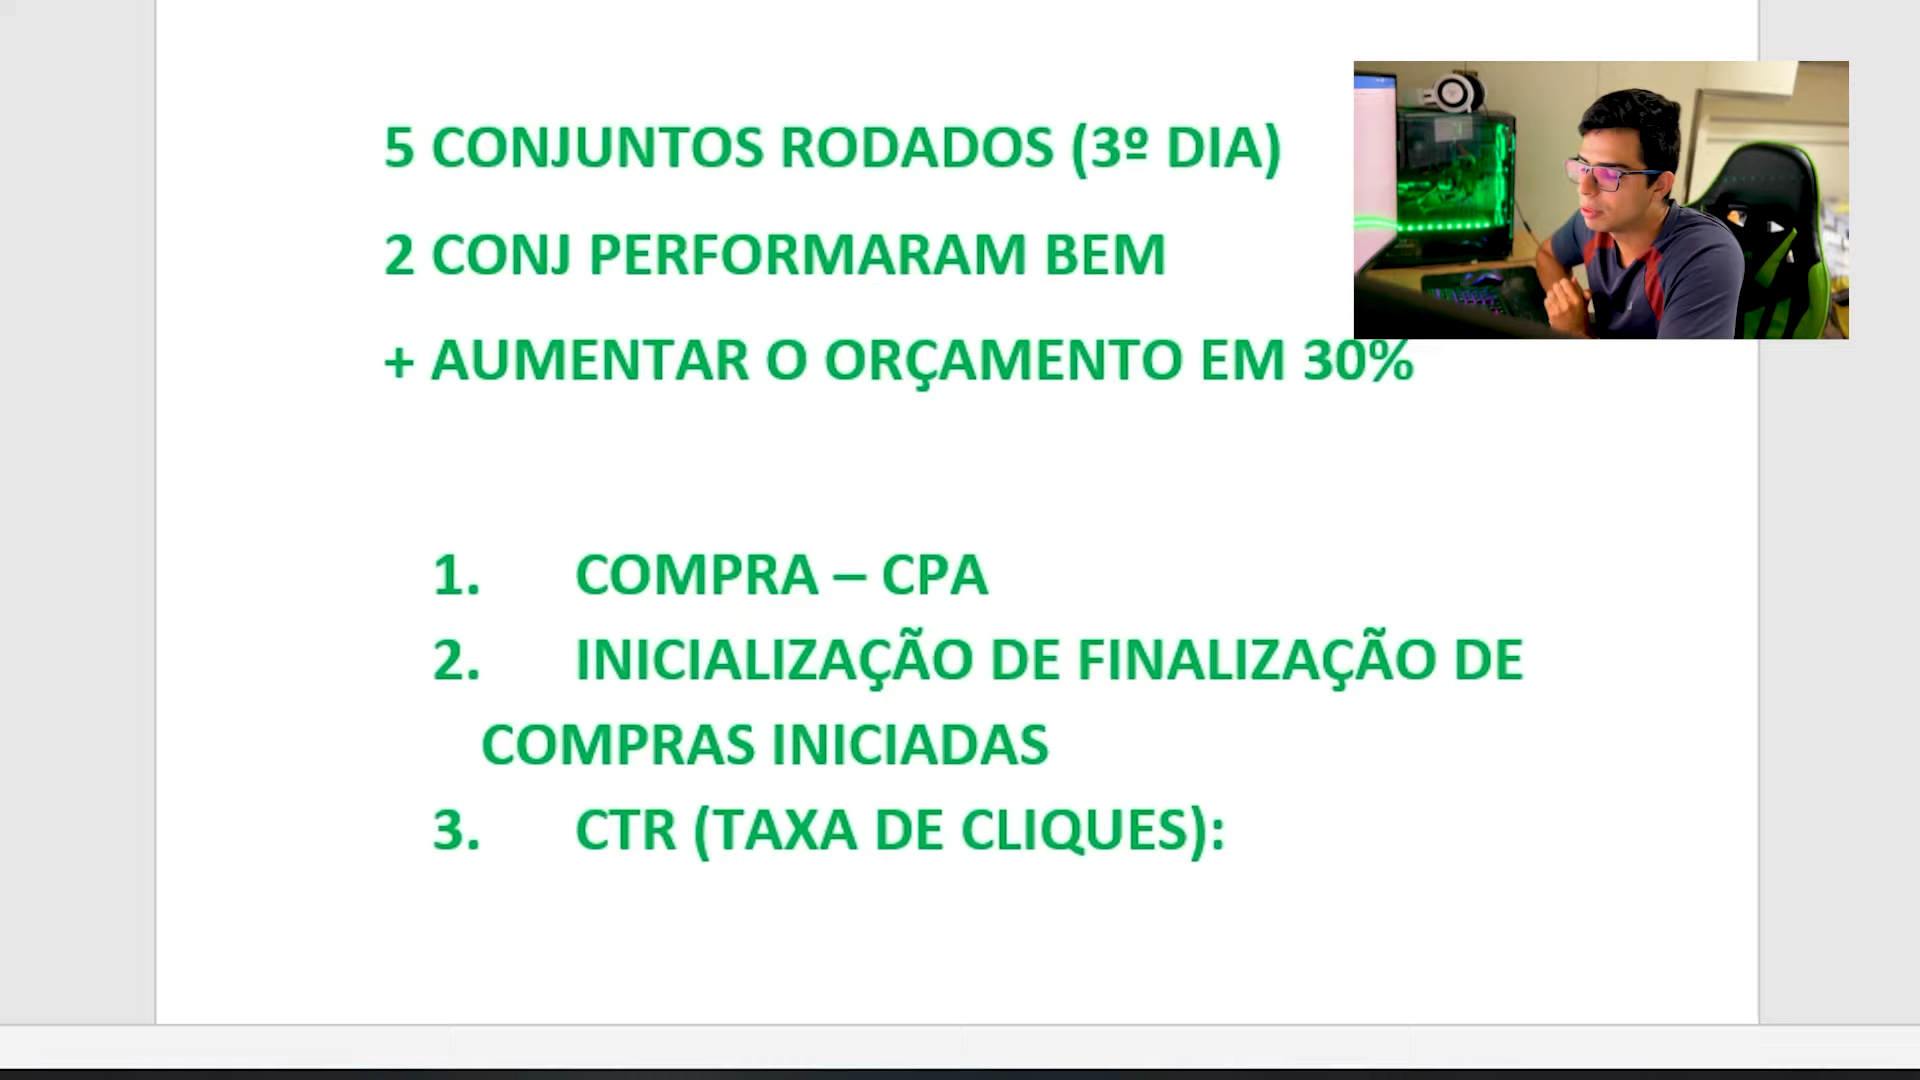 5 CONJUNTOS RODADOS (3º DIA)
2 CONJ PERFORMARAM BEM
+ AUMENTAR O ORÇAMENTO EM 30%
1. COMPRA – CPA
2. INICIALIZAÇÃO DE FINALIZAÇÃO DE
COMPRAS INICIADAS
3. CTR (TAXA DE CLIQUES):